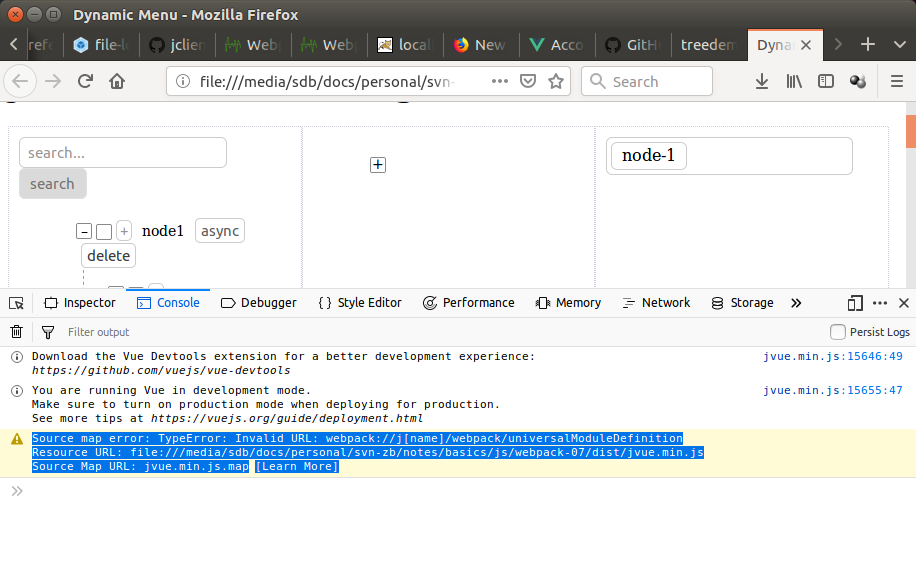 Dynamic Menu - Mozilla Firefox
refe
file-l
jclier
Webp
Webp
local
New
Acco
GitHu
treedem
Dyna
file:///media/sdb/docs/personal/svn-
Search
search...
search
+
node-1
- + node1 async
delete
Inspector Console Debugger {} Style Editor Performance Memory Network Storage
Filter output
Persist Logs
Download the Vue Devtools extension for a better development experience: jvue.min.js:15646:49
https://github.com/vuejs/vue-devtools
You are running Vue in development mode. jvue.min.js:15655:47
Make sure to turn on production mode when deploying for production.
See more tips at https://vuejs.org/guide/deployment.html
Source map error: TypeError: Invalid URL: webpack://j[name]/webpack/universalModuleDefinition
Resource URL: file:///media/sdb/docs/personal/svn-zb/notes/basics/js/webpack-07/dist/jvue.min.js
Source Map URL: jvue.min.js.map [Learn More]